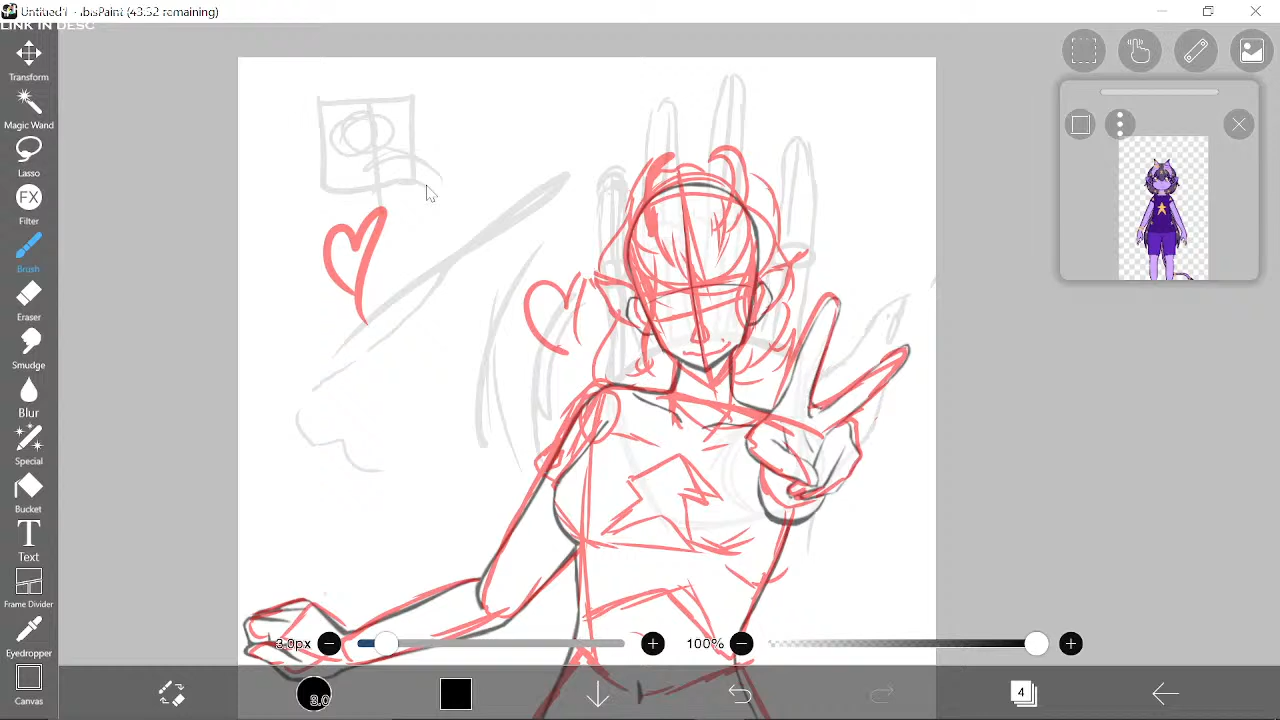 Untitled1 - ibisPaint (43:52 remaining)
LINK IN DESC
Transform
Magic Wand
Lasso
FX
Filter
Brush
Eraser
Smudge
Blur
Special
Bucket
T
Text
Frame Divider
Eyedropper
Canvas
3.0px
100%
3.0
4